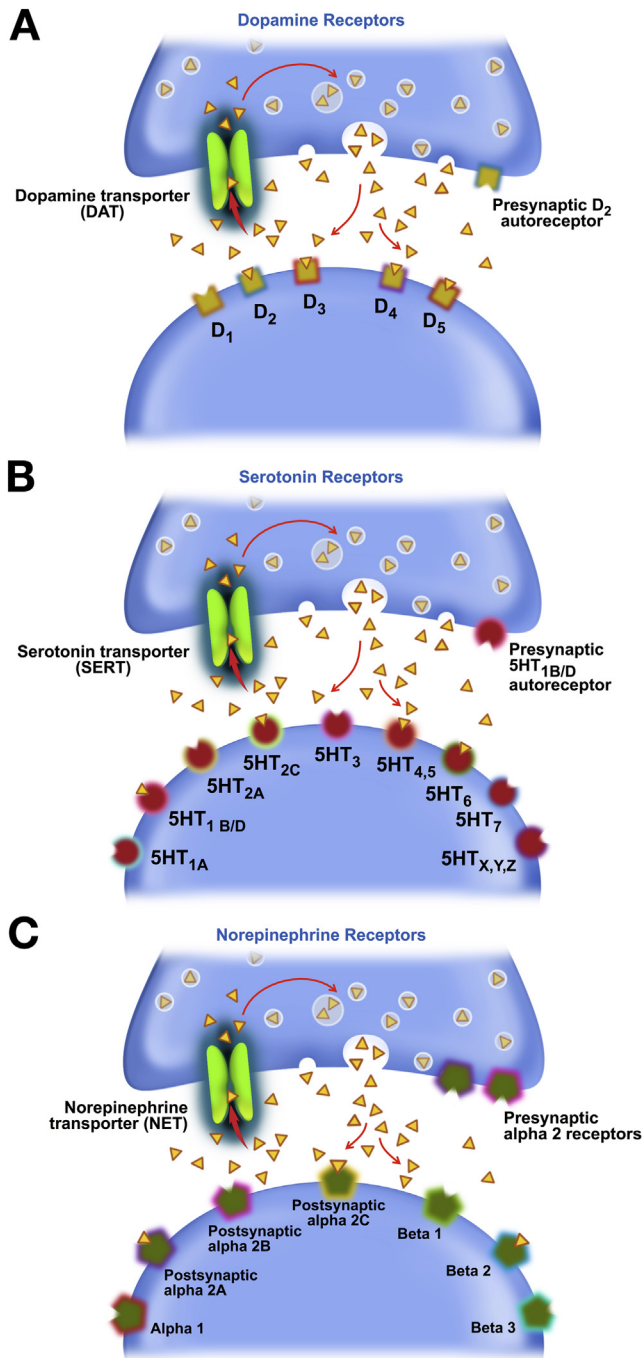 A
Dopamine Receptors
Dopamine transporter
(DAT)
Presynaptic D2
autoreceptor
D1
D2
D3
D4
D5
B
Serotonin Receptors
Serotonin transporter
(SERT)
Presynaptic
5HT1B/D
autoreceptor
5HT1A
5HT1 B/D
5HT2A
5HT2C
5HT3
5HT4,5
5HT6
5HT7
5HTX,Y,Z
C
Norepinephrine Receptors
Norepinephrine
transporter (NET)
Presynaptic
alpha 2 receptors
Alpha 1
Postsynaptic
alpha 2A
Postsynaptic
alpha 2B
Postsynaptic
alpha 2C
Beta 1
Beta 2
Beta 3